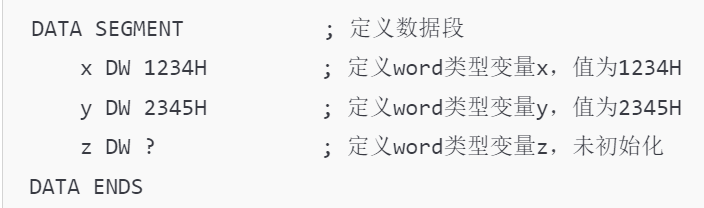 DATA SEGMENT ; 定义数据段
x DW 1234H ; 定义word类型变量x，值为1234H
y DW 2345H ; 定义word类型变量y，值为2345H
z DW ? ; 定义word类型变量z，未初始化
DATA ENDS